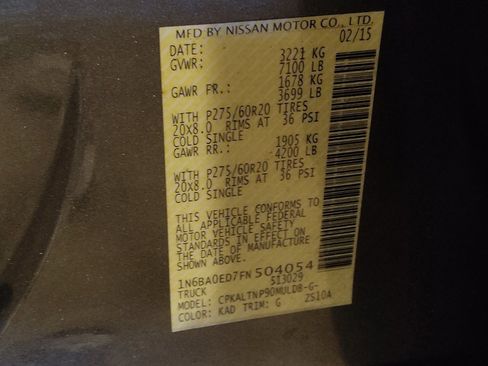 MFD BY NISSAN MOTOR CO., LTD.
DATE: 02/15
GVWR: 3221 KG
7100 LB
GAWR FR.: 1678 KG
3699 LB
WITH P275/60R20 TIRES
20X8.0 RIMS AT 36 PSI
COLD SINGLE
GAWR RR.: 1905 KG
4200 LB
WITH P275/60R20 TIRES
20X8.0 RIMS AT 36 PSI
COLD SINGLE
THIS VEHICLE CONFORMS TO
ALL APPLICABLE FEDERAL
MOTOR VEHICLE SAFETY
STANDARDS IN EFFECT ON
THE DATE OF MANUFACTURE
SHOWN ABOVE.
1N6BA0ED7FN504054
TRUCK SI3029
MODEL: CPKALTNP90MULDB-G-
COLOR: KAD TRIM: G ZS10A